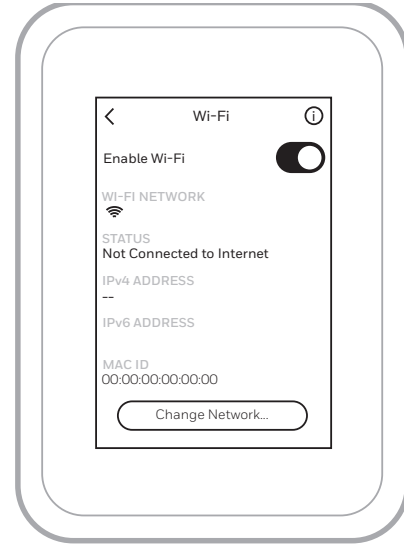 Wi-Fi
Enable Wi-Fi
WI-FI NETWORK
STATUS
Not Connected to Internet
IPv4 ADDRESS
--
IPv6 ADDRESS
MAC ID
00:00:00:00:00:00
Change Network...